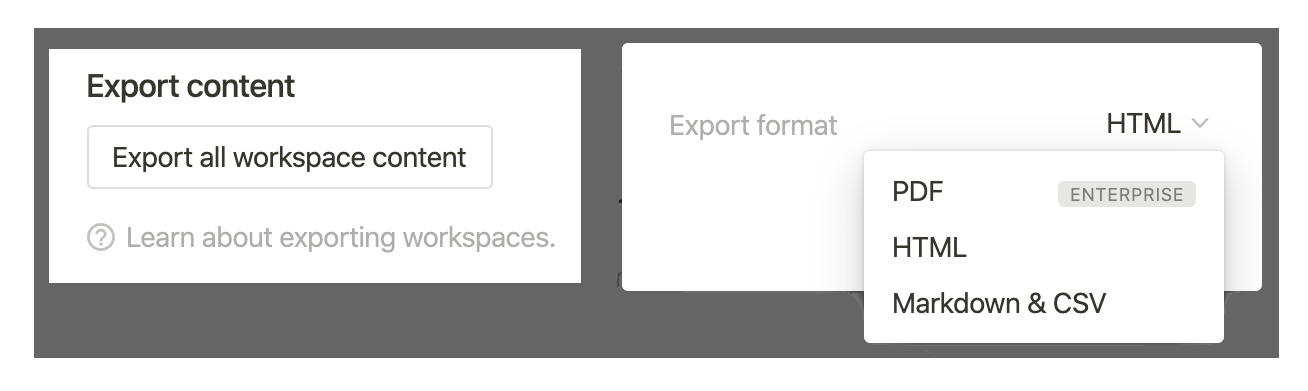 Export content
Export all workspace content
Learn about exporting workspaces.
Export format
HTML
PDF
ENTERPRISE
HTML
Markdown & CSV